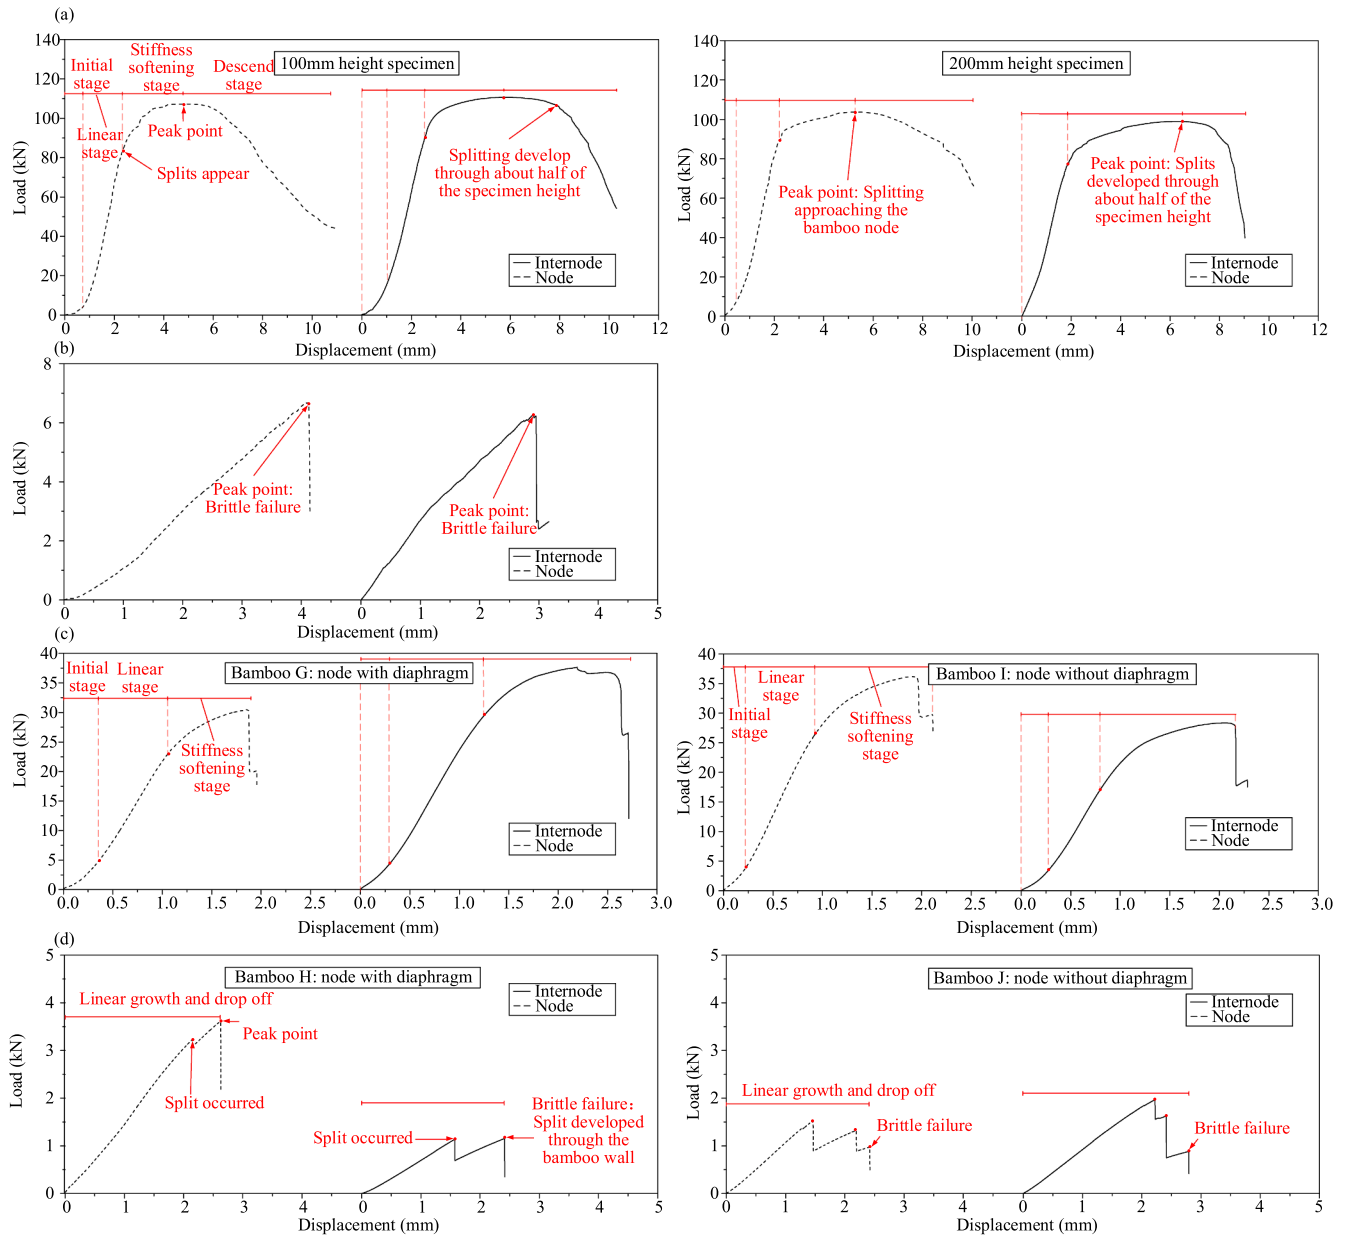 (a)
140
120
100
80
60
40
20
0
Load (kN)
Initial
stage
Stiffness
softening
stage
Descend
stage
100mm height specimen
Linear
stage
Peak point
Splits appear
Splitting develop
through about half of
the specimen height
Internode
Node
0 2 4 6 8 10 0 2 4 6 8 10 12
Displacement (mm)
140
120
100
80
60
40
20
0
Load (kN)
200mm height specimen
Peak point: Splitting
approaching the
bamboo node
Peak point: Splits
developed through
about half of the
specimen height
Internode
Node
0 2 4 6 8 10 0 2 4 6 8 10 12
Displacement (mm)
(b)
8
6
4
2
0
Load (kN)
Peak point:
Brittle failure
Peak point:
Brittle failure
Internode
Node
0 1 2 3 4 0 1 2 3 4 5
Displacement (mm)
(c)
40
35
30
25
20
15
10
5
0
Load (kN)
Initial
stage
Linear
stage
Bamboo G: node with diaphragm
Stiffness
softening
stage
Internode
Node
0.0 0.5 1.0 1.5 2.0 2.5 0.0 0.5 1.0 1.5 2.0 2.5 3.0
Displacement (mm)
40
35
30
25
20
15
10
5
0
Load (kN)
Bamboo I: node without diaphragm
Linear
stage
Initial
stage
Stiffness
softening
stage
Internode
Node
0.0 0.5 1.0 1.5 2.0 2.5 0.0 0.5 1.0 1.5 2.0 2.5 3.0
Displacement (mm)
(d)
5
4
3
2
1
0
Load (kN)
Bamboo H: node with diaphragm
Linear growth and drop off
Peak point
Split occurred
Internode
Node
Split occurred
Brittle failure:
Split developed
through the
bamboo wall
0 1 2 3 4 0 1 2 3 4 5
Displacement (mm)
5
4
3
2
1
0
Load (kN)
Bamboo J: node without diaphragm
Internode
Node
Linear growth and drop off
Brittle failure
Brittle failure
0 1 2 3 4 0 1 2 3 4 5
Displacement (mm)